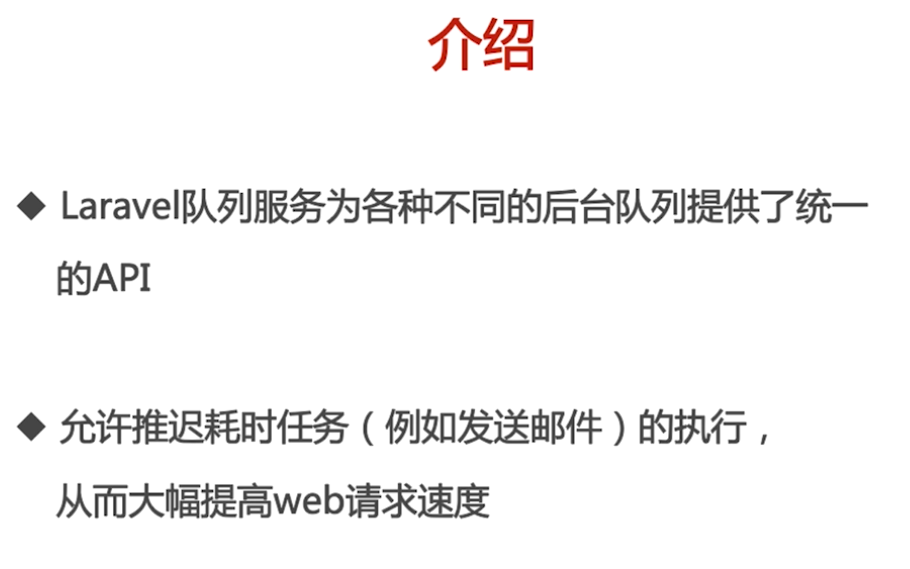 介绍
◆ Laravel队列服务为各种不同的后台队列提供了统一
的API
◆ 允许推迟耗时任务（例如发送邮件）的执行，
从而大幅提高web请求速度